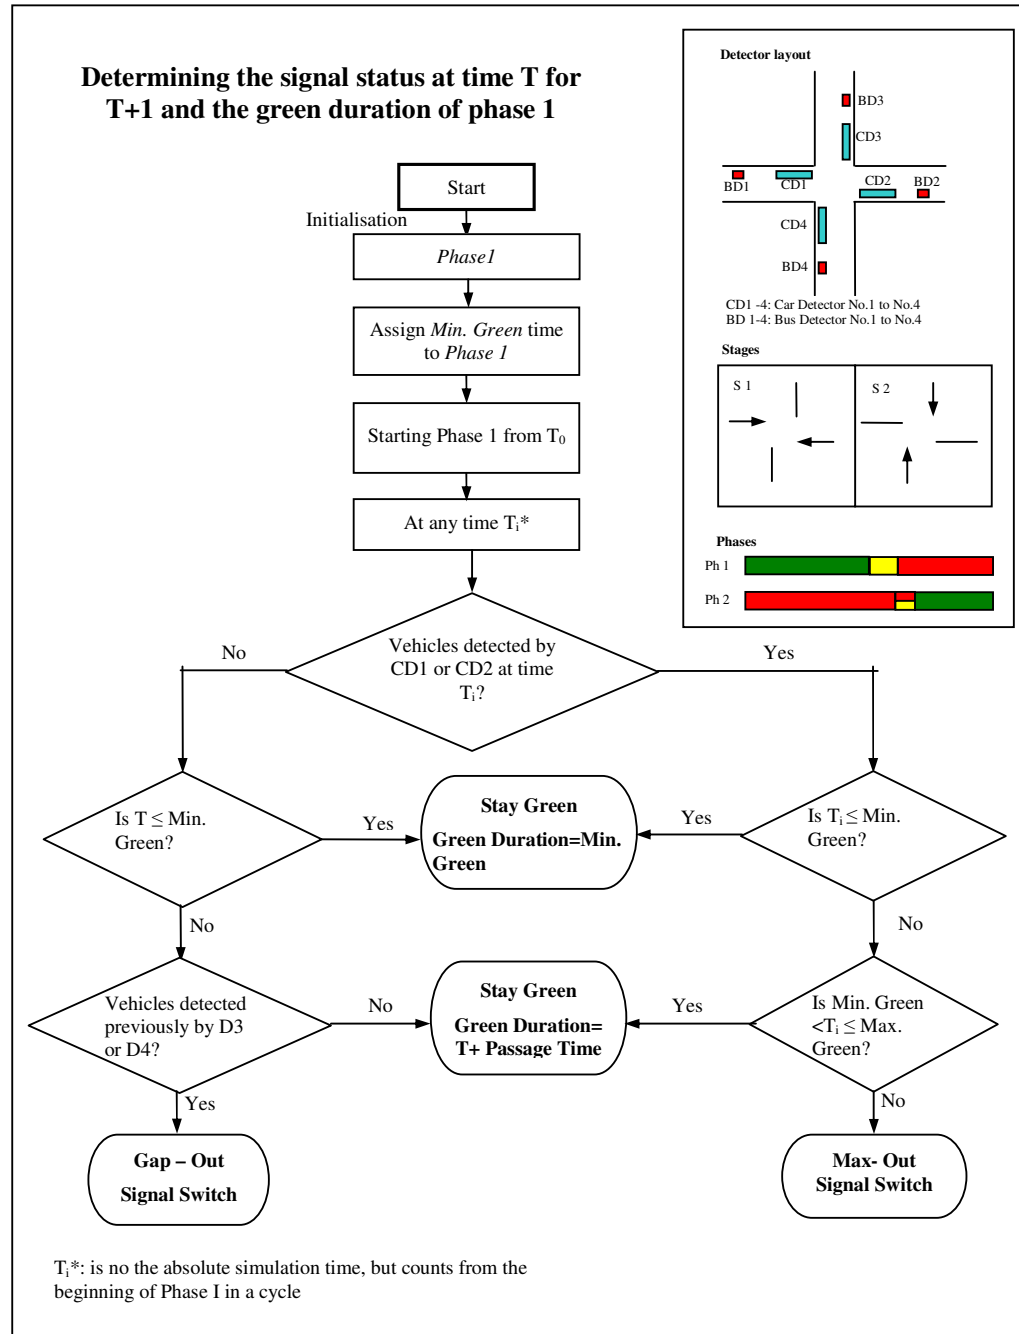 Determining the signal status at time T for
T+1 and the green duration of phase 1
Start
Initialisation
Phase1
Assign Min. Green time
to Phase 1
Starting Phase 1 from T₀
At any time Tᵢ*
Vehicles detected by
CD1 or CD2 at time
Tᵢ?
No
Yes
Is T ≤ Min.
Green?
Yes
Stay Green
Green Duration=Min.
Green
Yes
Is Tᵢ ≤ Min.
Green?
No
No
Vehicles detected
previously by D3
or D4?
No
Stay Green
Green Duration=
T+ Passage Time
Yes
Is Min. Green
<Tᵢ ≤ Max.
Green?
Yes
No
Gap – Out
Signal Switch
Max- Out
Signal Switch
Tᵢ*: is no the absolute simulation time, but counts from the
beginning of Phase I in a cycle
Detector layout
BD3
CD3
BD1
CD1
CD2
BD2
CD4
BD4
CD1 -4: Car Detector No.1 to No.4
BD 1-4: Bus Detector No.1 to No.4
Stages
S 1
S 2
Phases
Ph 1
Ph 2